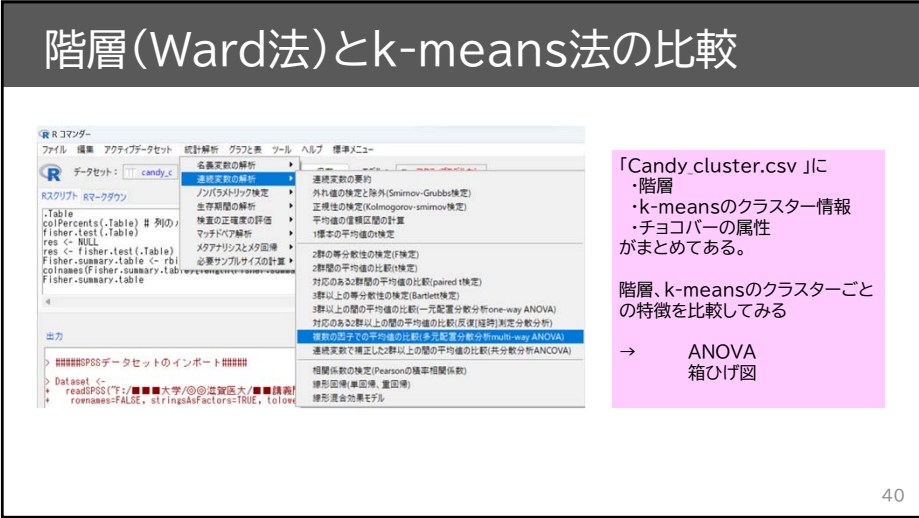 階層(Ward法)とk-means法の比較
R コマンダー
ファイル 編集 アクティブデータセット 統計解析 グラフと表 ツール ヘルプ 標準メニュー
データセット: candy_c
Rスクリプト Rマークダウン
.Table
colPercents(.Table) # 列の
fisher.test(.Table)
res <- NULL
res <- fisher.test(.Table)
Fisher.summary.table <- rbi
Fisher.summary.table
出力
> #####SPSSデータセットのインポート#####
> Dataset <-
+ readSPSS("F:/■■■大学/◎◎滋賀医大/■■講義
+ rownames=FALSE, stringsAsFactors=TRUE, tolowe
名義変数の解析
連続変数の解析
ノンパラメトリック検定
生存期間の解析
検査の正確度の評価
マッチドペア解析
メタアナリシスとメタ回帰
必要サンプルサイズの計算
連続変数の要約
外れ値の検定と除外(Smirnov-Grubbs検定)
正規性の検定(Kolmogorov-smirnov検定)
平均値の信頼区間の計算
1標本の平均値のt検定
2群の等分散性の検定(F検定)
2群間の平均値の比較(t検定)
対応のある2群間の平均値の比較(paired t検定)
3群以上の等分散性の検定(Bartlett検定)
3群以上の間の平均値の比較(一元配置分散分析one-way ANOVA)
対応のある2群以上の間の平均値の比較(反復[経時]測定分散分析)
複数の因子での平均値の比較(多元配置分散分析multi-way ANOVA)
連続変数で補正した2群以上の間の平均値の比較(共分散分析ANCOVA)
相関係数の検定(Pearsonの積率相関係数)
線形回帰(単回帰、重回帰)
線形混合効果モデル
「Candy_cluster.csv 」に
・階層
・k-meansのクラスター情報
・チョコバーの属性
がまとめてある。
階層、k-meansのクラスターごと
の特徴を比較してみる
→ ANOVA
箱ひげ図
40